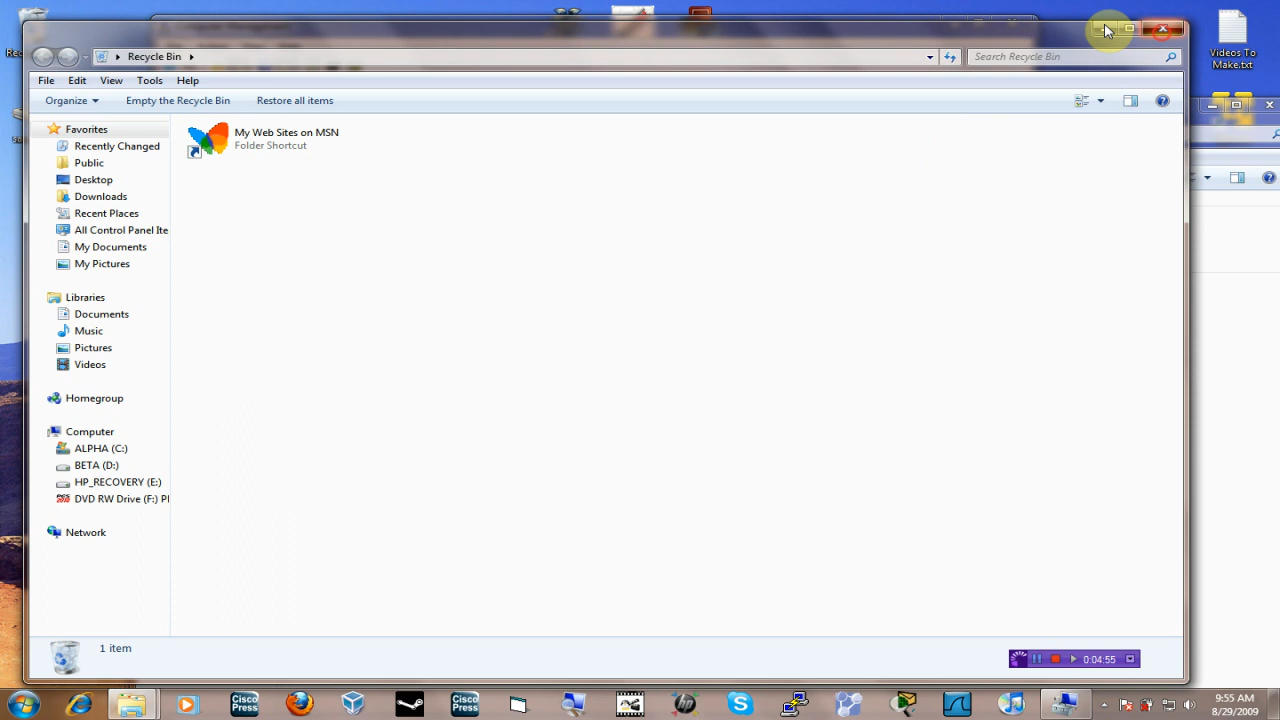 Videos To
Make.txt
Recycle Bin
Search Recycle Bin
File Edit View Tools Help
Organize Empty the Recycle Bin Restore all items
Favorites
Recently Changed
Public
Desktop
Downloads
Recent Places
All Control Panel Ite
My Documents
My Pictures
Libraries
Documents
Music
Pictures
Videos
Homegroup
Computer
ALPHA (C:)
BETA (D:)
HP_RECOVERY (E:)
DVD RW Drive (F:) P
Network
My Web Sites on MSN
Folder Shortcut
1 item
0:04:55
CISCO
PRESS
CISCO
PRESS
9:55 AM
8/29/2009